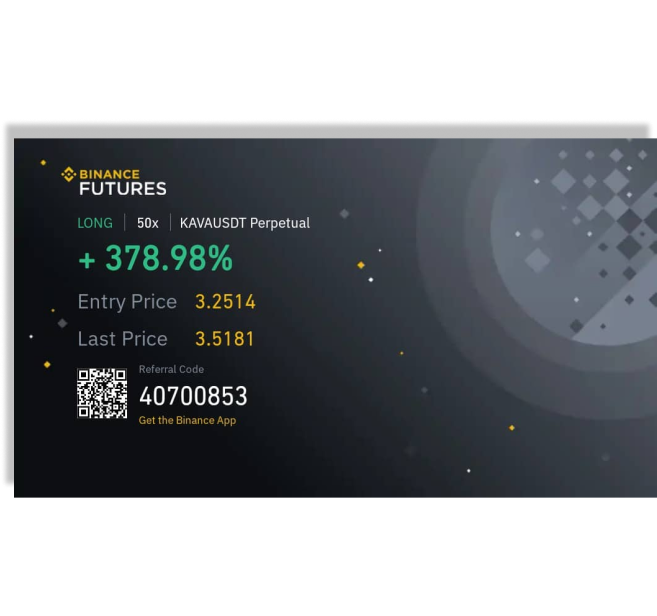 BINANCE
FUTURES
LONG | 50x | KAVAUSDT Perpetual
+ 378.98%
Entry Price 3.2514
Last Price 3.5181
Referral Code
40700853
Get the Binance App